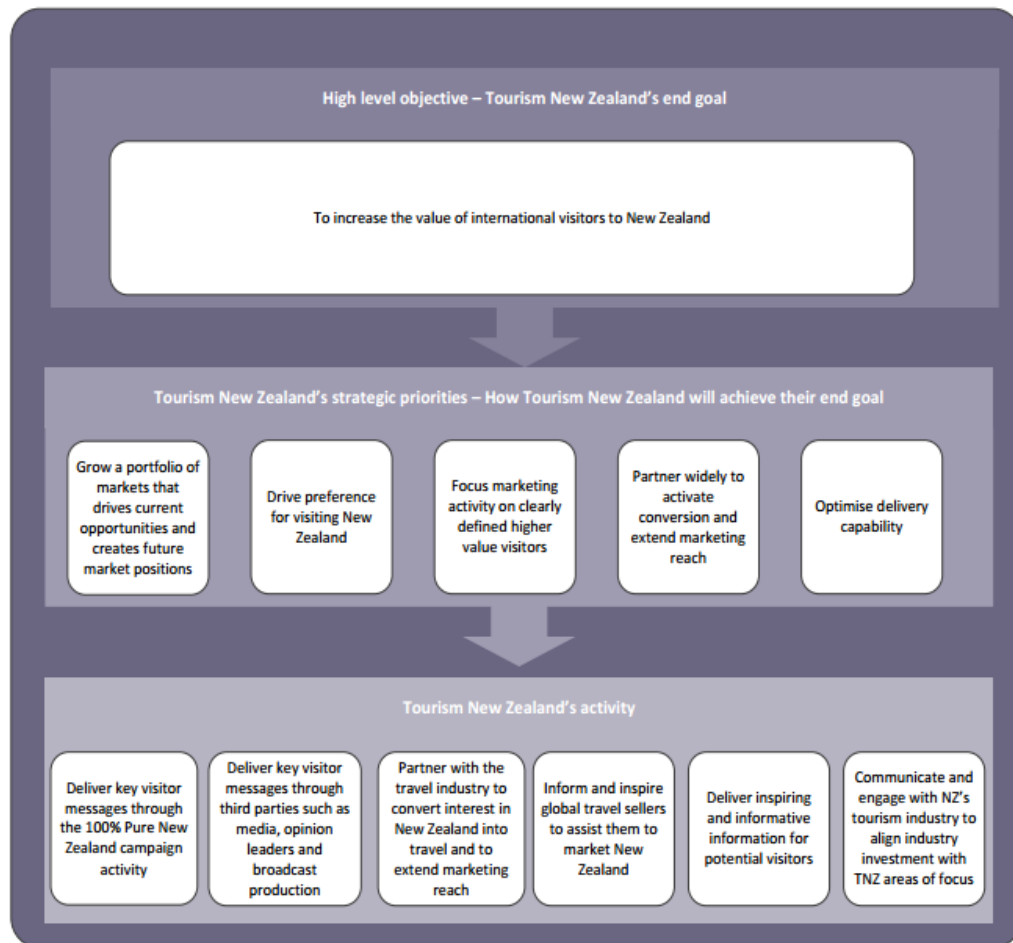 High level objective – Tourism New Zealand's end goal
To increase the value of international visitors to New Zealand
Tourism New Zealand's strategic priorities – How Tourism New Zealand will achieve their end goal
Grow a portfolio of
markets that
drives current
opportunities and
creates future
market positions
Drive preference
for visiting New
Zealand
Focus marketing
activity on clearly
defined higher
value visitors
Partner widely to
activate
conversion and
extend marketing
reach
Optimise delivery
capability
Tourism New Zealand's activity
Deliver key visitor
messages through
the 100% Pure New
Zealand campaign
activity
Deliver key visitor
messages through
third parties such as
media, opinion
leaders and
broadcast
production
Partner with the
travel industry to
convert interest in
New Zealand into
travel and to
extend marketing
reach
Inform and inspire
global travel sellers
to assist them to
market New
Zealand
Deliver inspiring
and informative
information for
potential visitors
Communicate and
engage with NZ's
tourism industry to
align industry
investment with
TNZ areas of focus